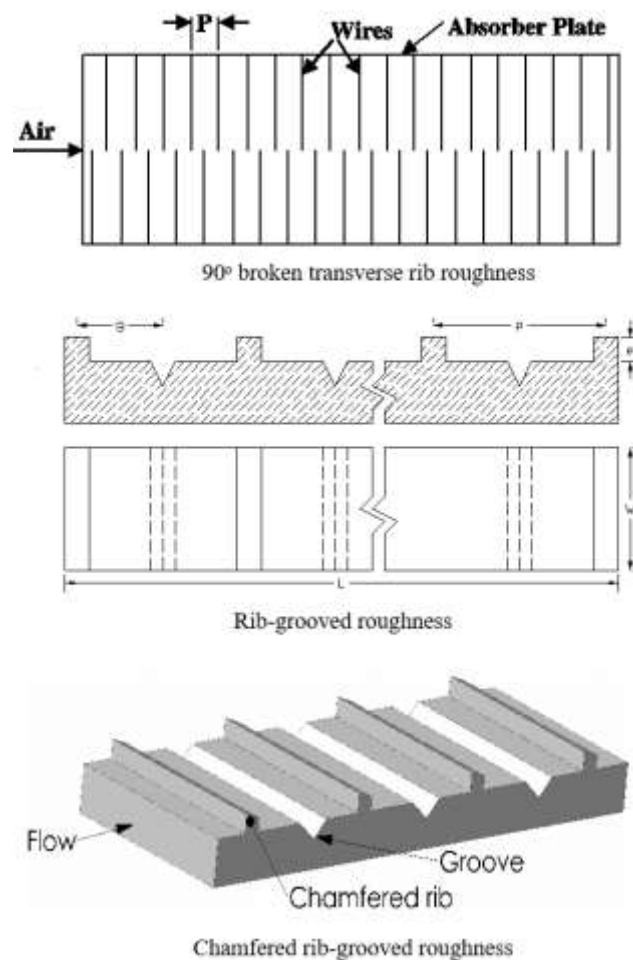 P
Wires
Absorber Plate
Air
90° broken transverse rib roughness
g
P
e
L
Rib-grooved roughness
Flow
Groove
Chamfered rib
Chamfered rib-grooved roughness